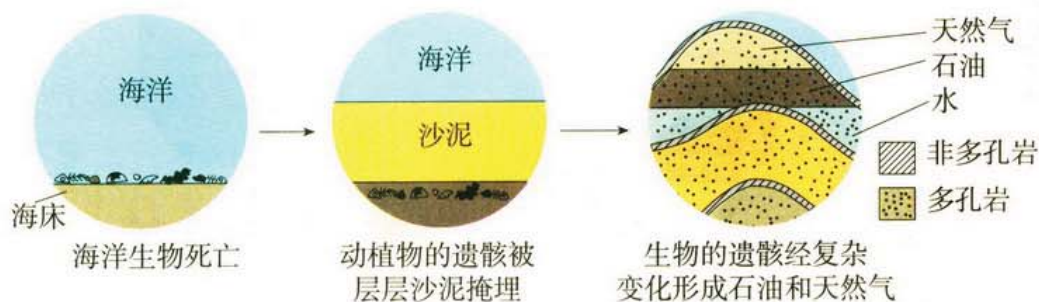 海洋
海床
海洋生物死亡
海洋
沙泥
动植物的遗骸被
层层沙泥掩埋
天然气
石油
水
非多孔岩
多孔岩
生物的遗骸经复杂
变化形成石油和天然气